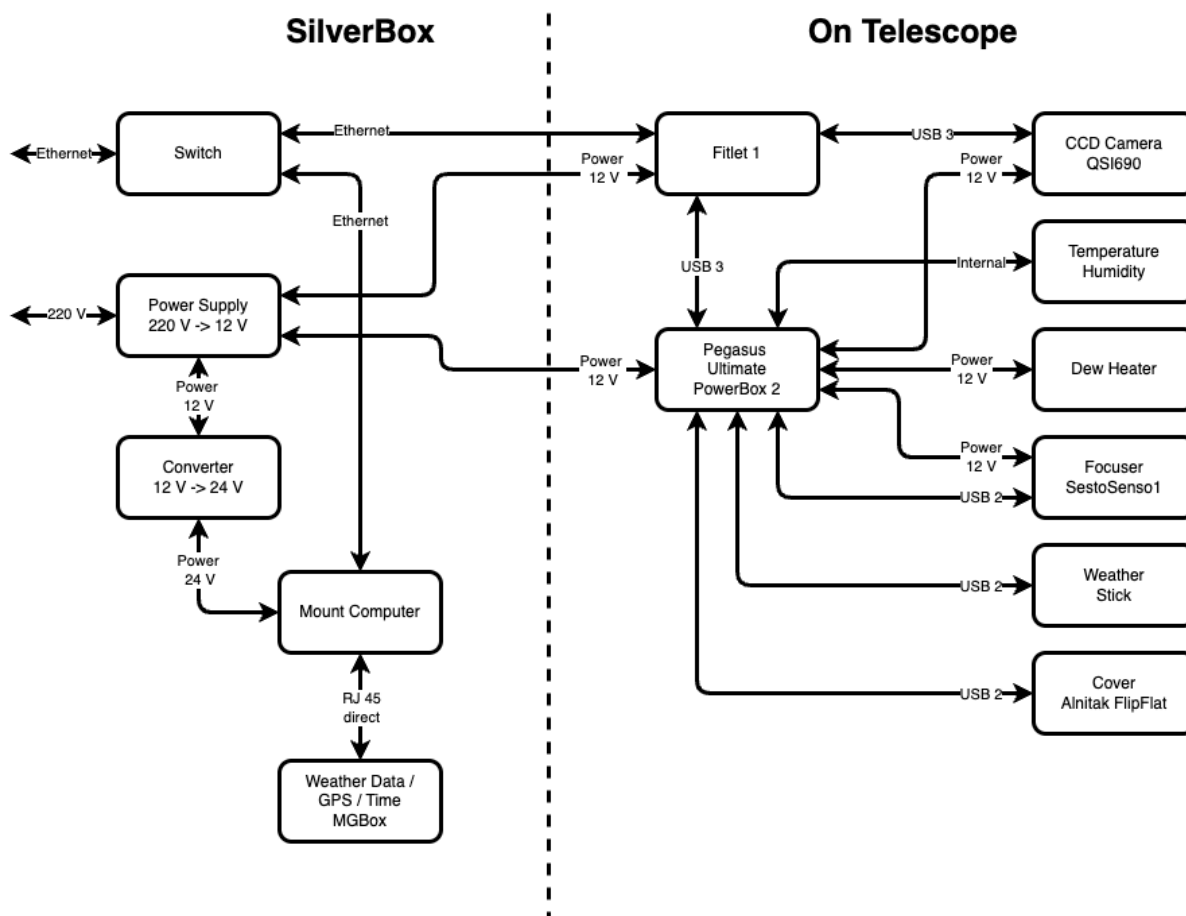 SilverBox
On Telescope
Ethernet
Switch
Ethernet
Fitlet 1
USB 3
CCD Camera
QSI690
Power
12 V
Power
12 V
Ethernet
USB 3
Internal
Temperature
Humidity
220 V
Power Supply
220 V -> 12 V
Power
12 V
Pegasus
Ultimate
PowerBox 2
Power
12 V
Dew Heater
Power
12 V
Converter
12 V -> 24 V
Power
12 V
USB 2
Focuser
SestoSenso1
Power
24 V
Mount Computer
USB 2
Weather
Stick
RJ 45
direct
USB 2
Cover
Alnitak FlipFlat
Weather Data /
GPS / Time
MGBox